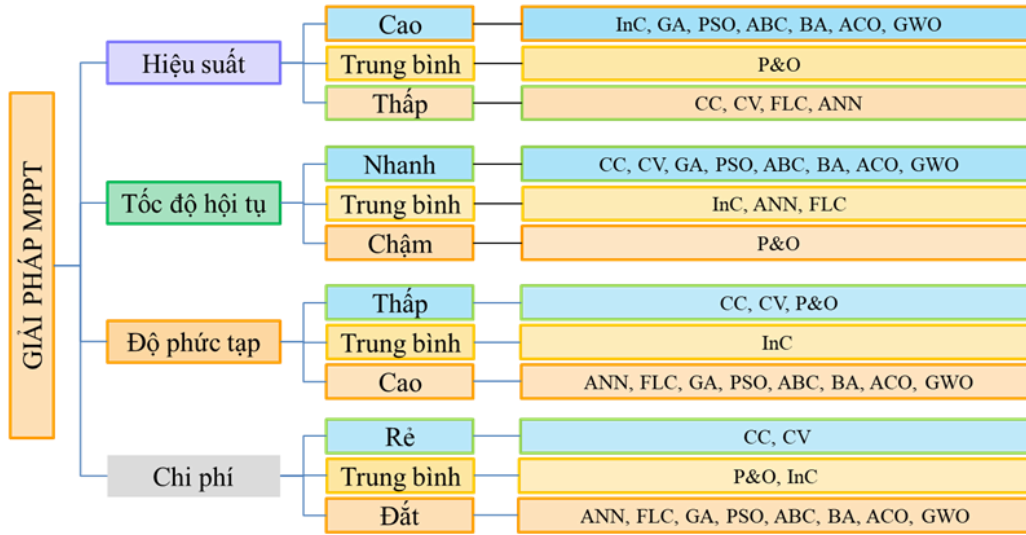 GIẢI PHÁP MPPT
Hiệu suất
Cao
InC, GA, PSO, ABC, BA, ACO, GWO
Trung bình
P&O
Thấp
CC, CV, FLC, ANN
Tốc độ hội tụ
Nhanh
CC, CV, GA, PSO, ABC, BA, ACO, GWO
Trung bình
InC, ANN, FLC
Chậm
P&O
Độ phức tạp
Thấp
CC, CV, P&O
Trung bình
InC
Cao
ANN, FLC, GA, PSO, ABC, BA, ACO, GWO
Chi phí
Rẻ
CC, CV
Trung bình
P&O, InC
Đắt
ANN, FLC, GA, PSO, ABC, BA, ACO, GWO